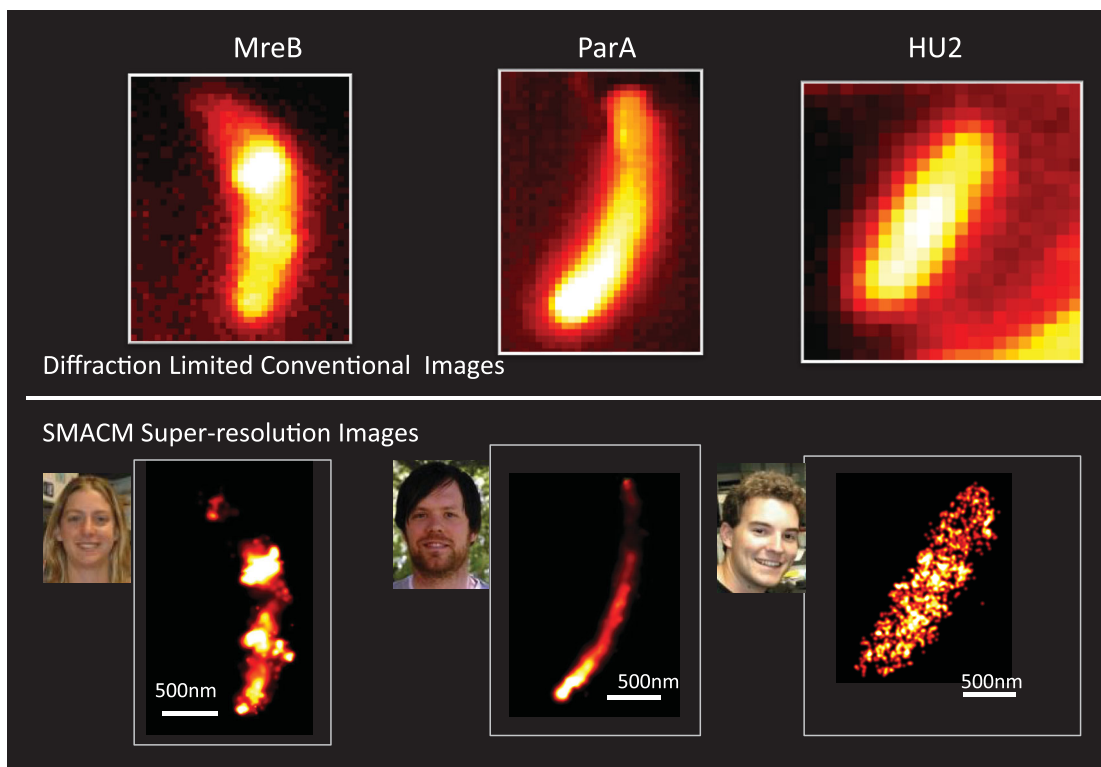 MreB
ParA
HU2
Diffraction Limited Conventional  Images
SMACM Super-resolution Images
500nm
500nm
500nm